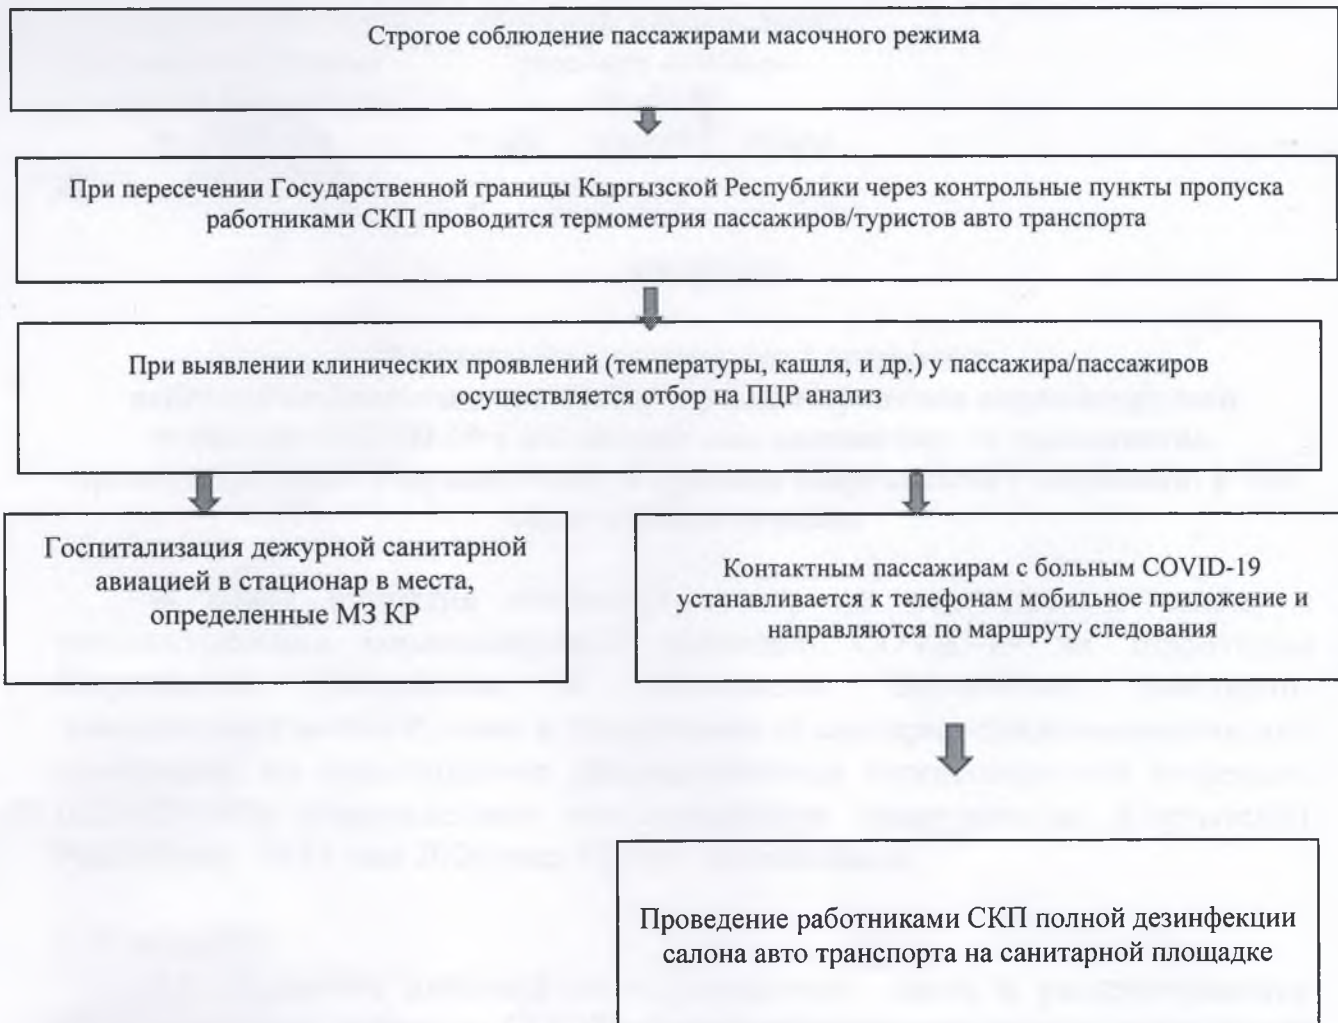 Строгое соблюдение пассажирами масочного режима
При пересечении Государственной границы Кыргызской Республики через контрольные пункты пропуска
работниками СКП проводится термометрия пассажиров/туристов авто транспорта
При выявлении клинических проявлений (температуры, кашля, и др.) у пассажира/пассажиров
осуществляется отбор на ПЦР анализ
Госпитализация дежурной санитарной
авиацией в стационар в места,
определенные МЗ КР
Контактным пассажирам с больным COVID-19
устанавливается к телефонам мобильное приложение и
направляются по маршруту следования
Проведение работниками СКП полной дезинфекции
салона авто транспорта на санитарной площадке